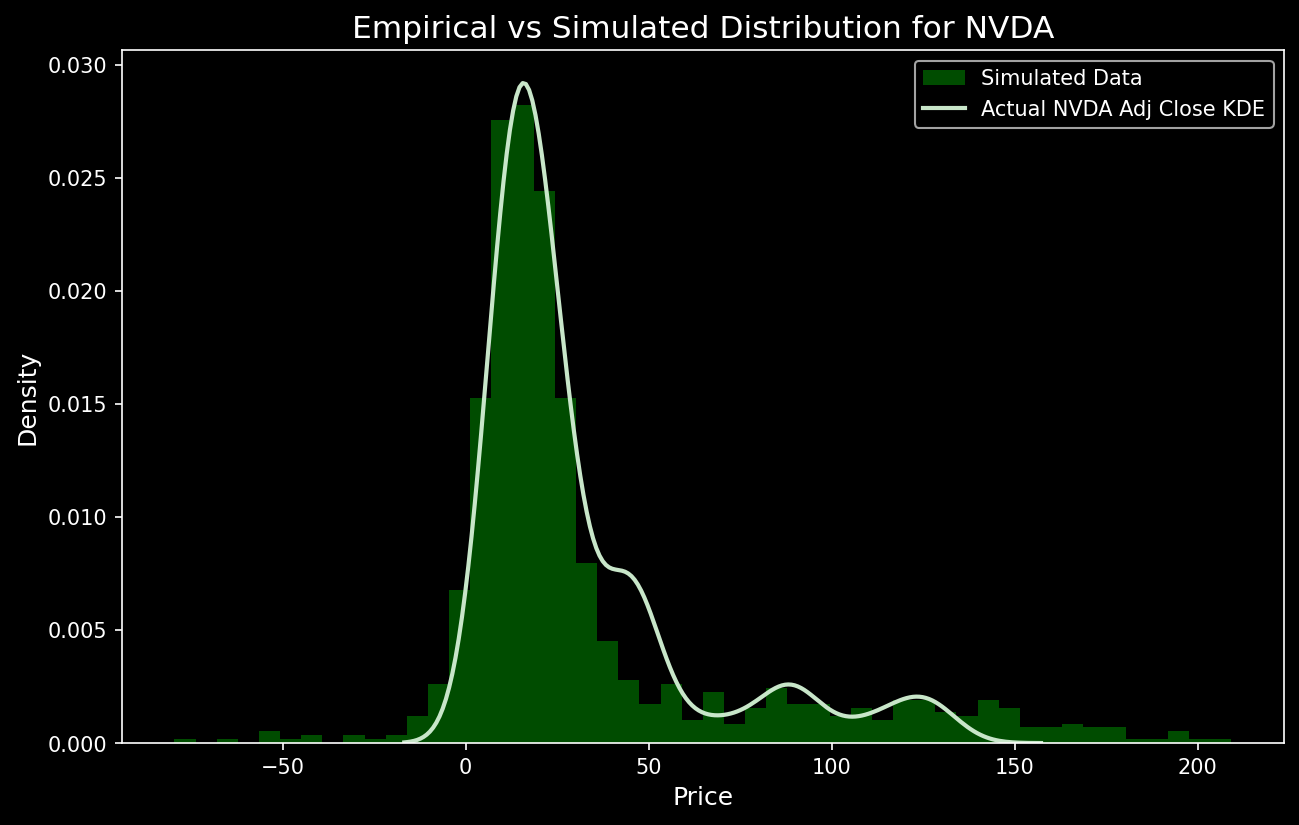 Empirical vs Simulated Distribution for NVDA
Simulated Data
Actual NVDA Adj Close KDE
0.030
0.025
0.020
0.015
0.010
0.005
0.000
Density
−50
0
50
100
150
200
Price